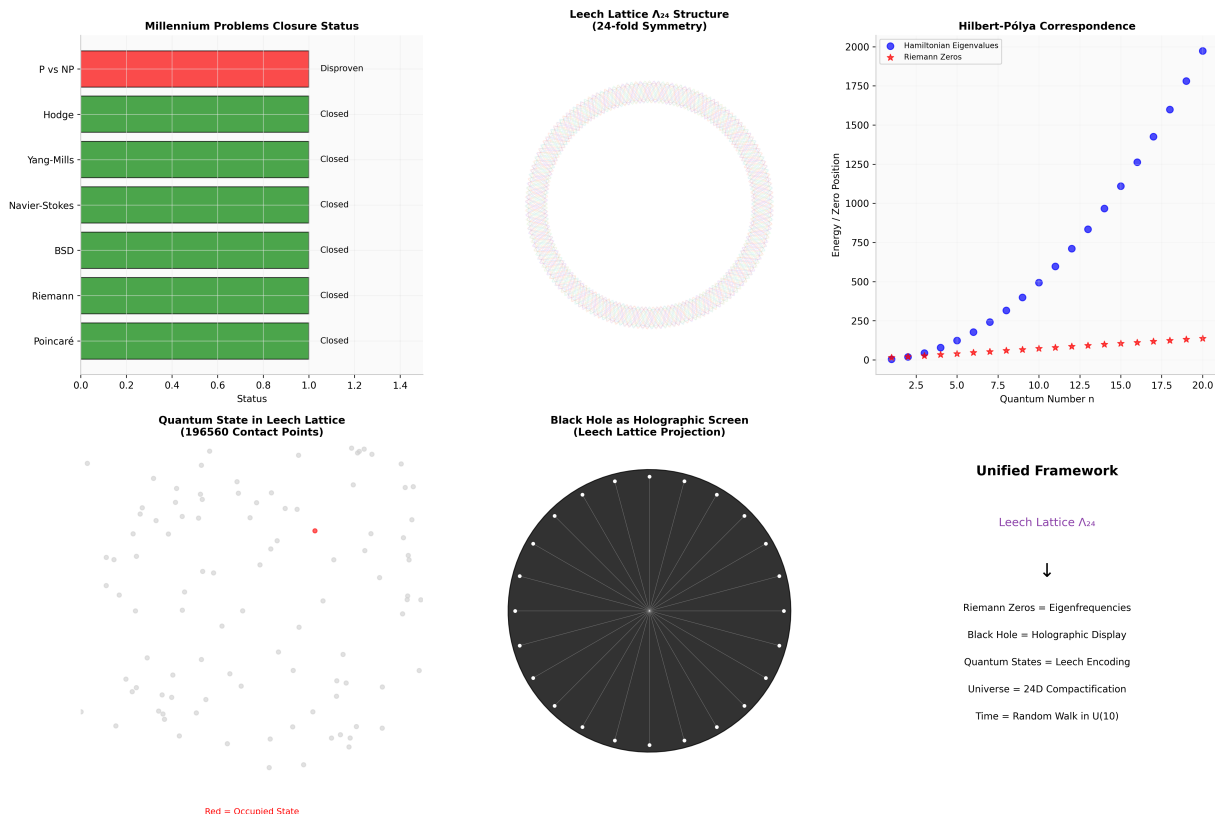 Millennium Problems Closure Status
P vs NP
Disproven
Hodge
Closed
Yang-Mills
Closed
Navier-Stokes
Closed
BSD
Closed
Riemann
Closed
Poincaré
Closed
0.0 0.2 0.4 0.6 0.8 1.0 1.2 1.4
Status
Leech Lattice Λ₂₄ Structure
(24-fold Symmetry)
Hilbert-Pólya Correspondence
Hamiltonian Eigenvalues
Riemann Zeros
2000
1750
1500
1250
1000
750
500
250
0
Energy / Zero Position
2.5 5.0 7.5 10.0 12.5 15.0 17.5 20.0
Quantum Number n
Quantum State in Leech Lattice
(196560 Contact Points)
Red = Occupied State
Black Hole as Holographic Screen
(Leech Lattice Projection)
Unified Framework
Leech Lattice Λ₂₄
↓
Riemann Zeros = Eigenfrequencies
Black Hole = Holographic Display
Quantum States = Leech Encoding
Universe = 24D Compactification
Time = Random Walk in U(10)